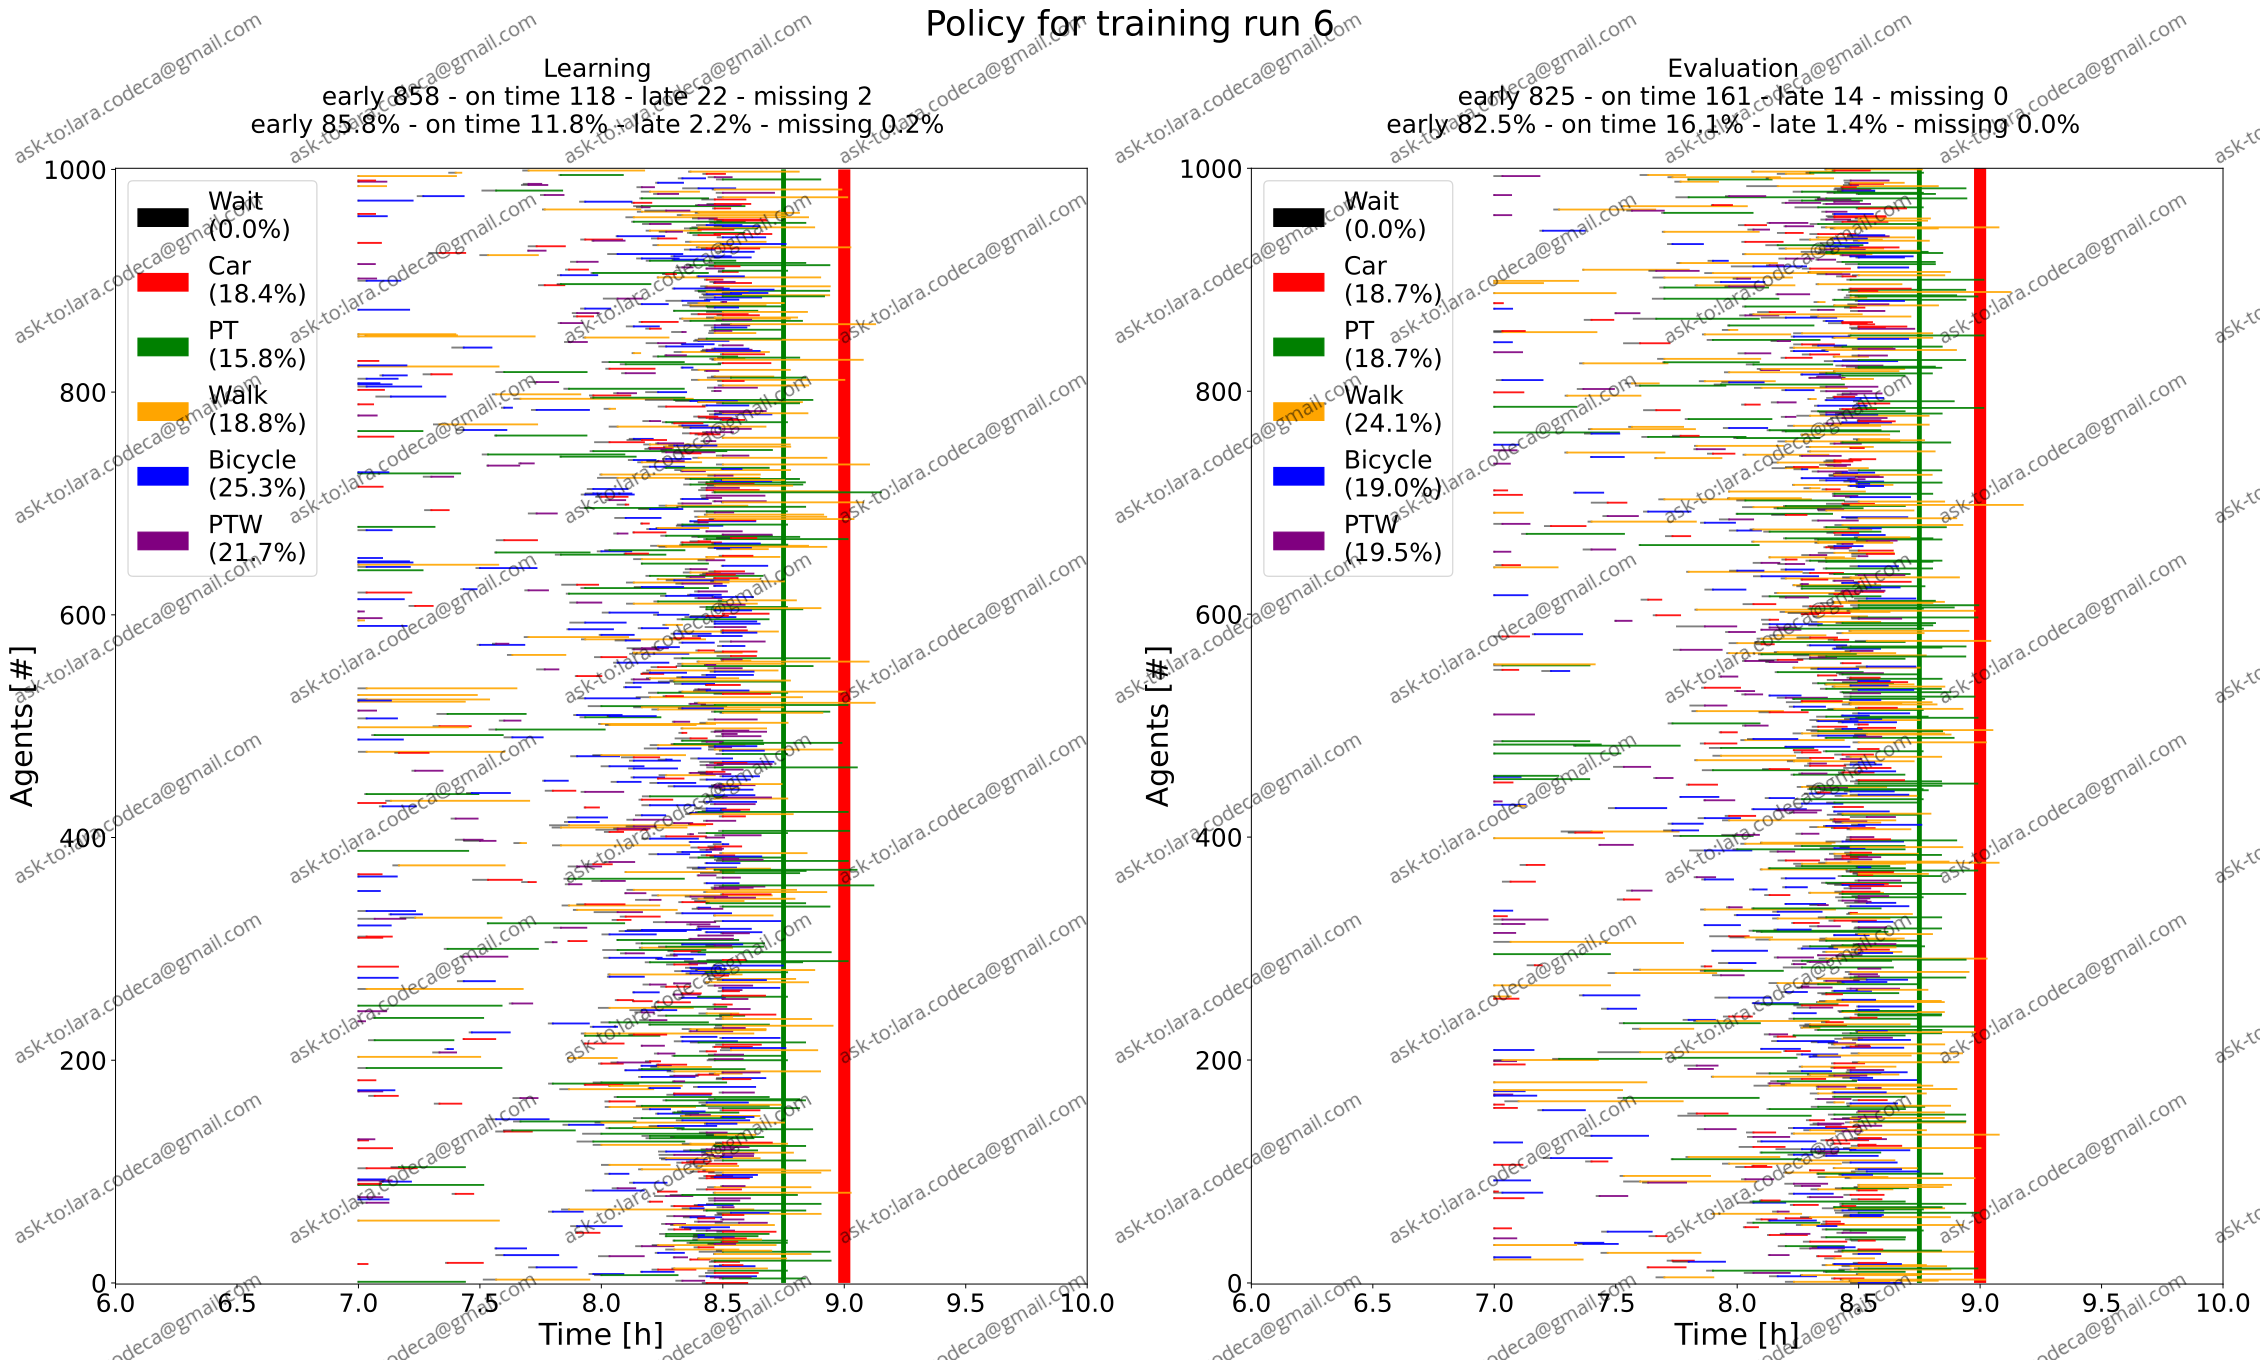 Policy for training run 6
Learning
early 858 - on time 118 - late 22 - missing 2
early 85.8% - on time 11.8% - late 2.2% - missing 0.2%
Agents [#]
1000
800
600
400
200
0
Wait
(0.0%)
Car
(18.4%)
PT
(15.8%)
Walk
(18.8%)
Bicycle
(25.3%)
PTW
(21.7%)
6.0 6.5 7.0 7.5 8.0 8.5 9.0 9.5 10.0
Time [h]
Evaluation
early 825 - on time 161 - late 14 - missing 0
early 82.5% - on time 16.1% - late 1.4% - missing 0.0%
Agents [#]
1000
800
600
400
200
0
Wait
(0.0%)
Car
(18.7%)
PT
(18.7%)
Walk
(24.1%)
Bicycle
(19.0%)
PTW
(19.5%)
6.0 6.5 7.0 7.5 8.0 8.5 9.0 9.5 10.0
Time [h]
ask-to:lara.codeca@gmail.com